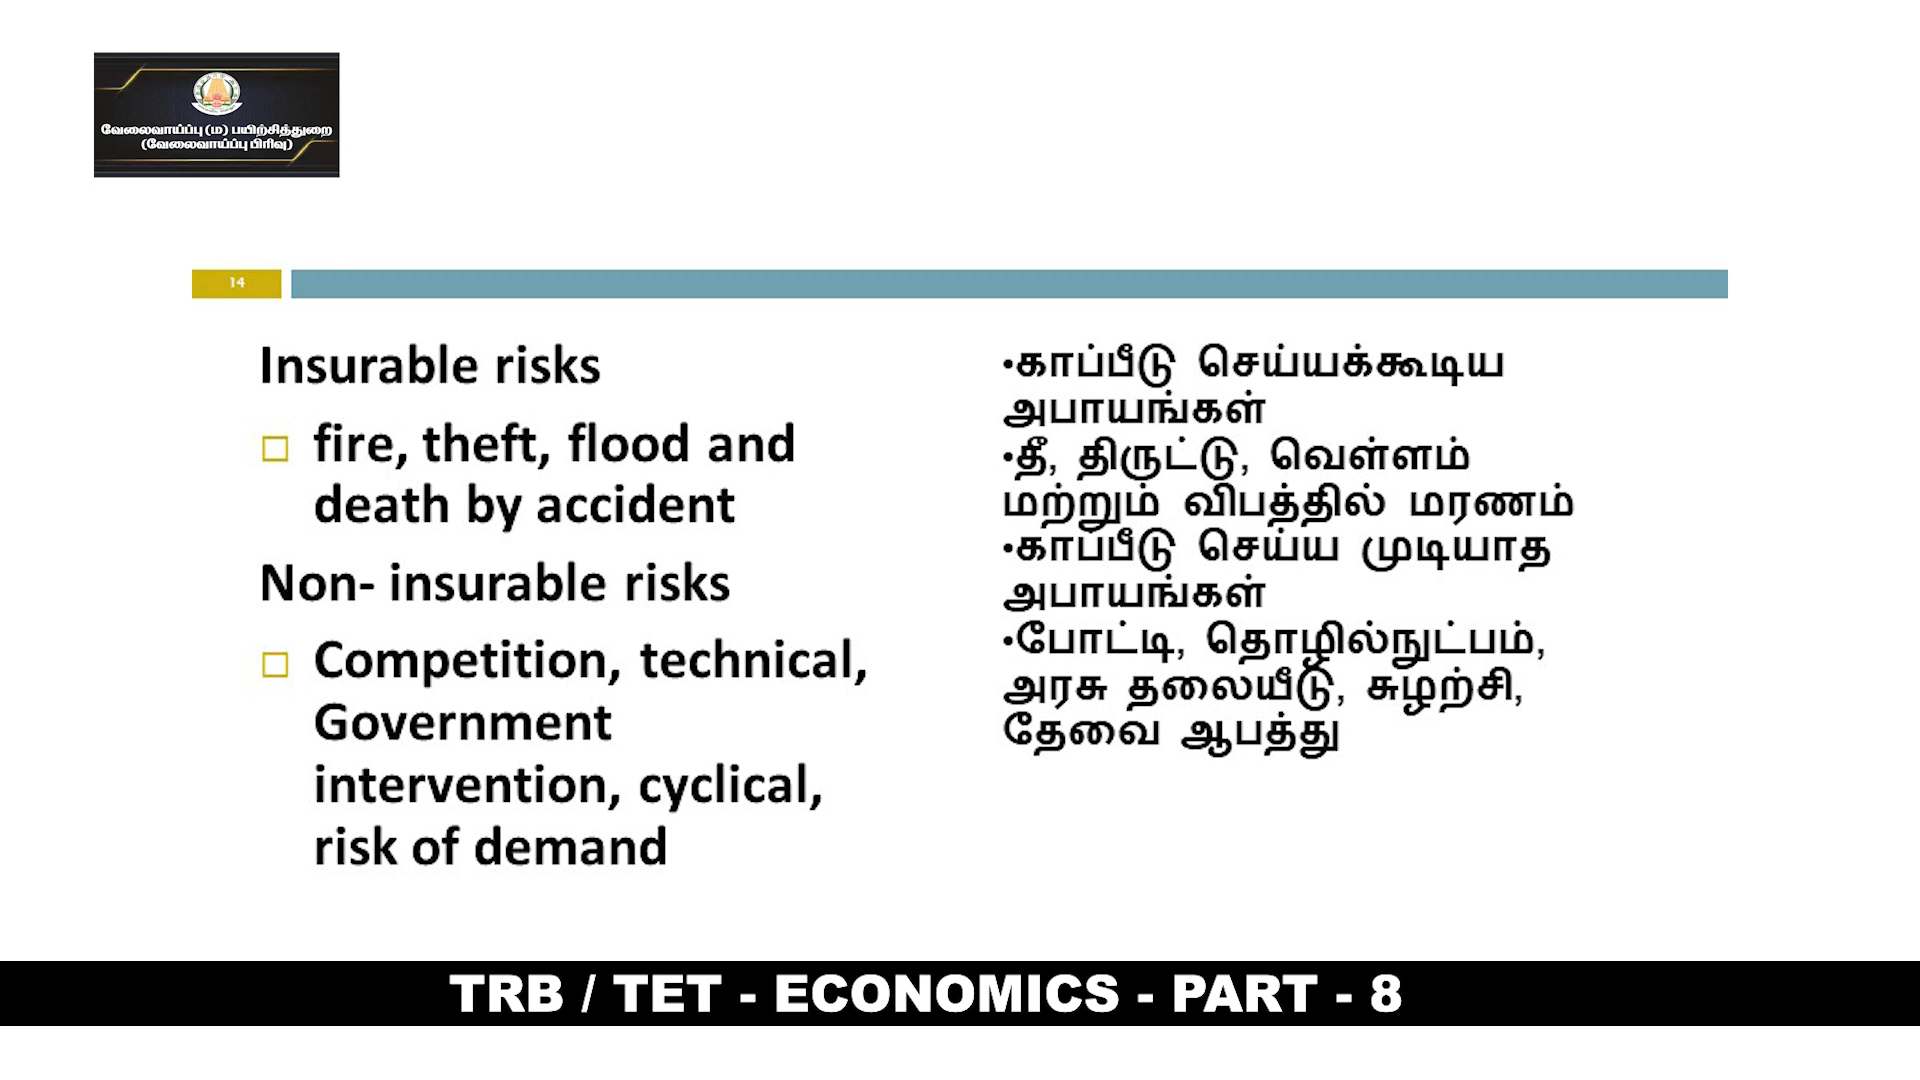 வேலைவாய்ப்பு (ம) பயிற்சித்துறை
(வேலைவாய்ப்பு பிரிவு)
14
Insurable risks
fire, theft, flood and
death by accident
Non- insurable risks
Competition, technical,
Government
intervention, cyclical,
risk of demand
•காப்பீடு செய்யக்கூடிய
அபாயங்கள்
•தீ, திருட்டு, வெள்ளம்
மற்றும் விபத்தில் மரணம்
•காப்பீடு செய்ய முடியாத
அபாயங்கள்
•போட்டி, தொழில்நுட்பம்,
அரசு தலையீடு, சுழற்சி,
தேவை ஆபத்து
TRB / TET - ECONOMICS - PART - 8